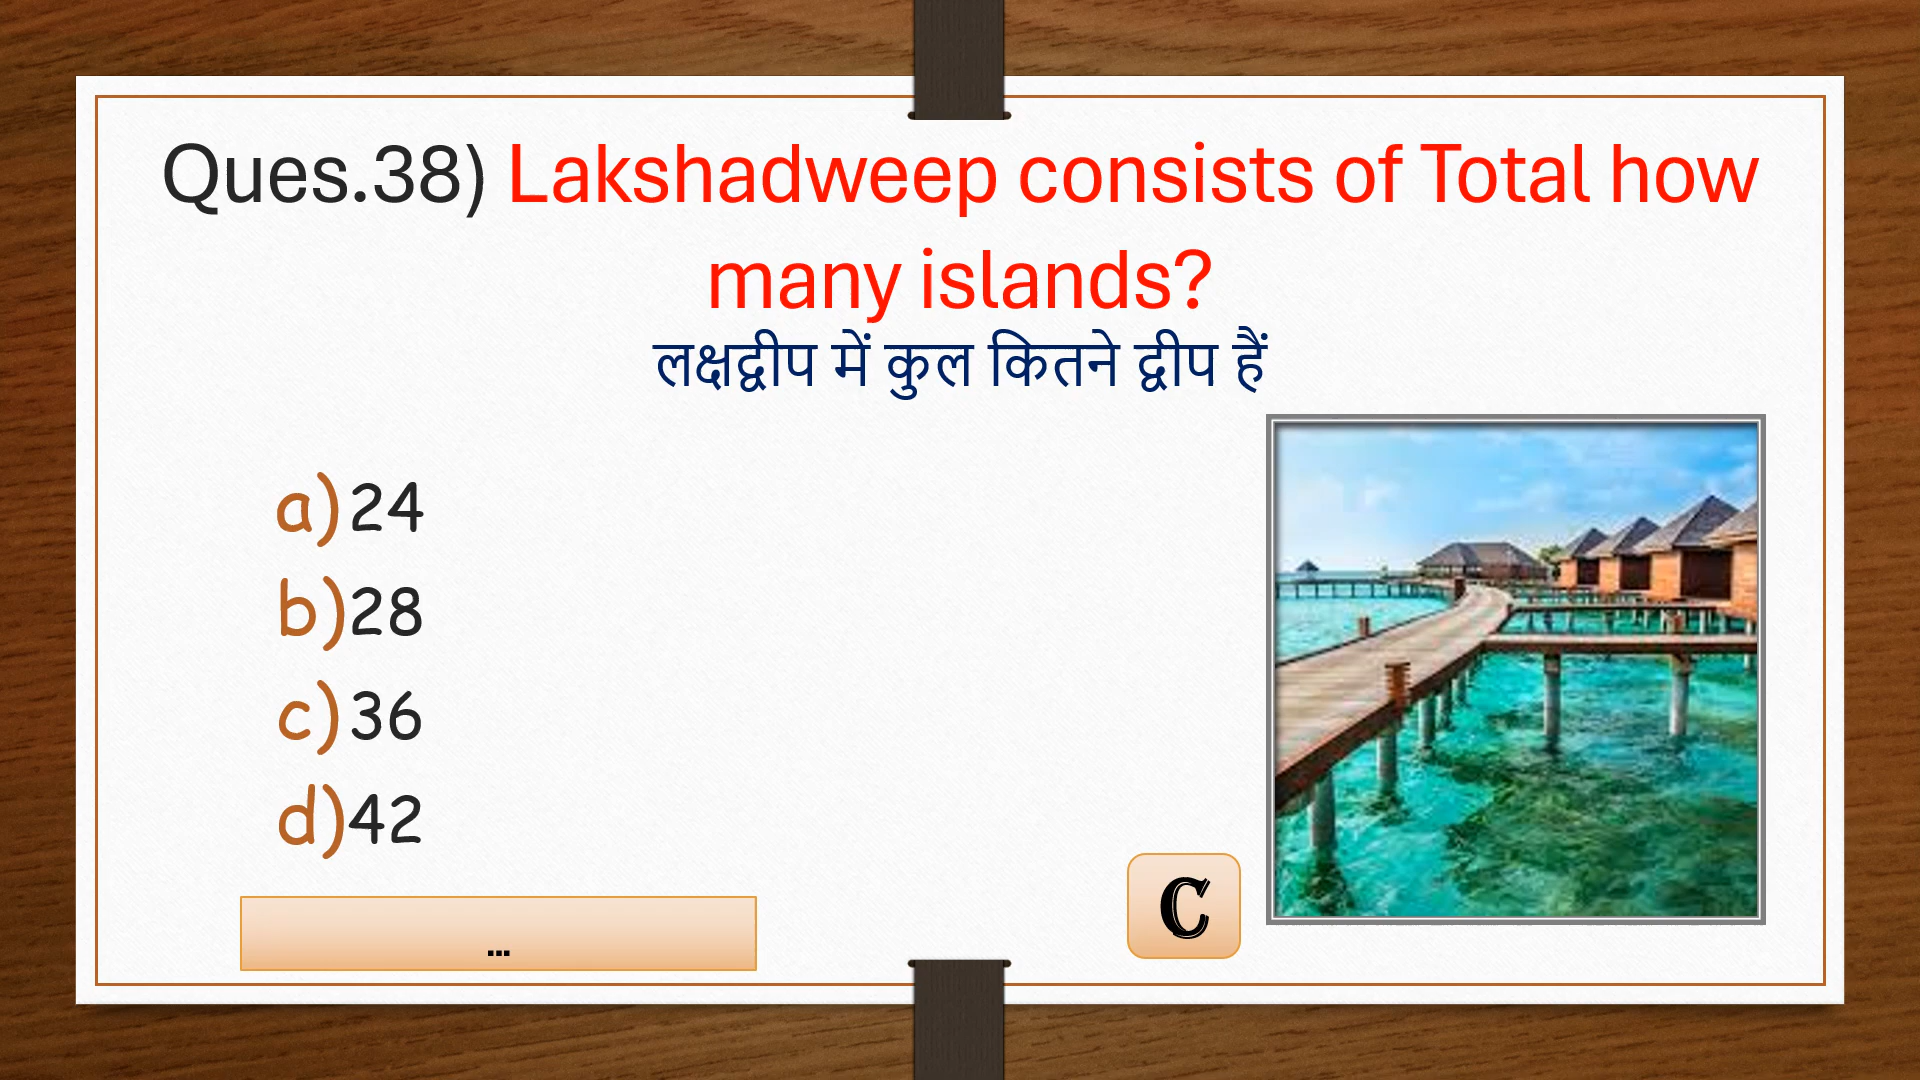 Ques.38) Lakshadweep consists of Total how
many islands?
लक्षद्वीप में कुल कितने द्वीप हैं
a) 24
b) 28
c) 36
d) 42
...
C